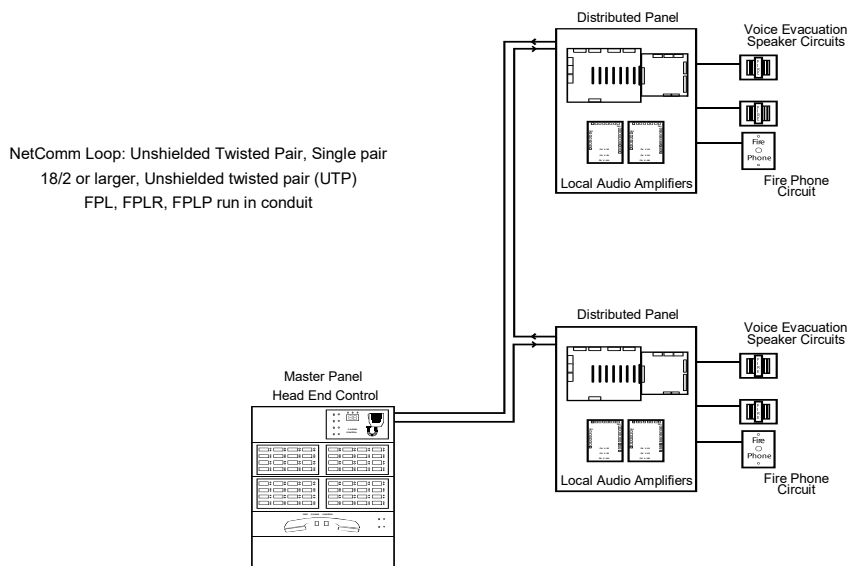 Distributed Panel
Voice Evacuation
Speaker Circuits
Fire
Phone
Local Audio Amplifiers
Fire Phone
Circuit
NetComm Loop: Unshielded Twisted Pair, Single pair
18/2 or larger, Unshielded twisted pair (UTP)
FPL, FPLR, FPLP run in conduit
Distributed Panel
Voice Evacuation
Speaker Circuits
Fire
Phone
Local Audio Amplifiers
Fire Phone
Circuit
Master Panel
Head End Control